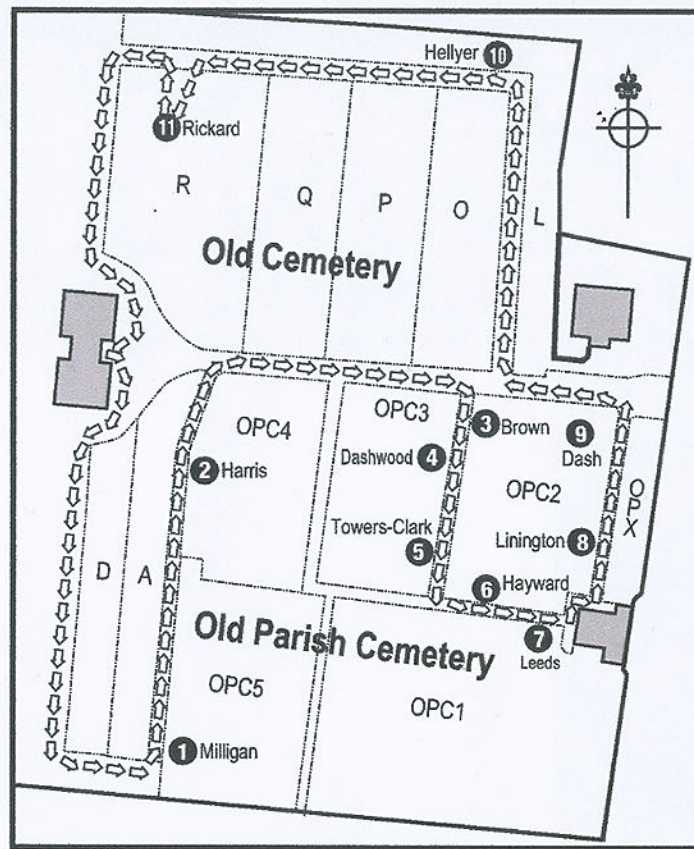 Hellyer 10
11 Rickard
R
Q
P
O
L
Old Cemetery
OPC4
OPC3
3 Brown
9
Dash
Dashwood 4
2 Harris
OPC2
OPX
Towers-Clark
5
Linington 8
D
A
6 Hayward
Old Parish Cemetery
7
Leeds
OPC5
OPC1
1 Milligan